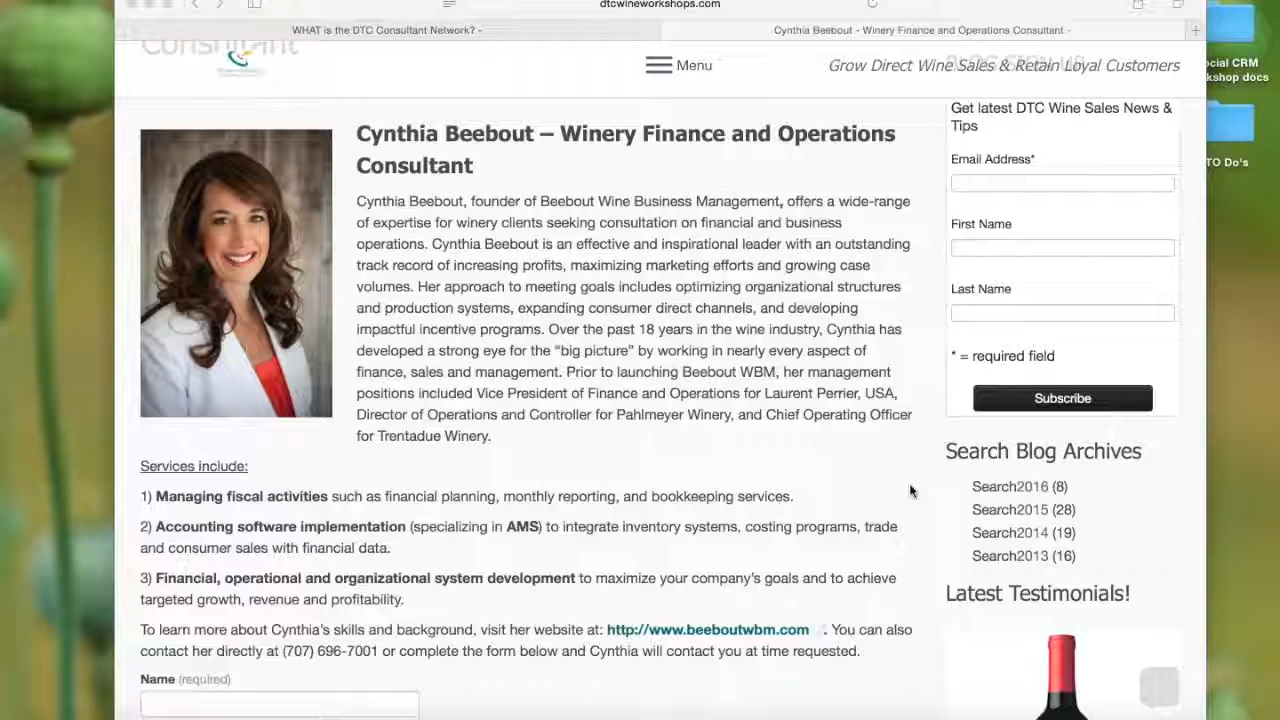 dtcwineworkshops.com
WHAT is the DTC Consultant Network? -
Cynthia Beebout - Winery Finance and Operations Consultant -
Consultant
Menu
Grow Direct Wine Sales & Retain Loyal Customers
BLOG SIGN UP
ocial CRM
kshop docs
TO Do's
Cynthia Beebout – Winery Finance and Operations
Consultant
Cynthia Beebout, founder of Beebout Wine Business Management, offers a wide-range
of expertise for winery clients seeking consultation on financial and business
operations. Cynthia Beebout is an effective and inspirational leader with an outstanding
track record of increasing profits, maximizing marketing efforts and growing case
volumes. Her approach to meeting goals includes optimizing organizational structures
and production systems, expanding consumer direct channels, and developing
impactful incentive programs. Over the past 18 years in the wine industry, Cynthia has
developed a strong eye for the “big picture” by working in nearly every aspect of
finance, sales and management. Prior to launching Beebout WBM, her management
positions included Vice President of Finance and Operations for Laurent Perrier, USA,
Director of Operations and Controller for Pahlmeyer Winery, and Chief Operating Officer
for Trentadue Winery.
Services include:
1) Managing fiscal activities such as financial planning, monthly reporting, and bookkeeping services.
2) Accounting software implementation (specializing in AMS) to integrate inventory systems, costing programs, trade
and consumer sales with financial data.
3) Financial, operational and organizational system development to maximize your company’s goals and to achieve
targeted growth, revenue and profitability.
To learn more about Cynthia’s skills and background, visit her website at: http://www.beeboutwbm.com . You can also
contact her directly at (707) 696-7001 or complete the form below and Cynthia will contact you at time requested.
Name (required)
Get latest DTC Wine Sales News &
Tips
Email Address*
First Name
Last Name
* = required field
Subscribe
Search Blog Archives
Search2016 (8)
Search2015 (28)
Search2014 (19)
Search2013 (16)
Latest Testimonials!